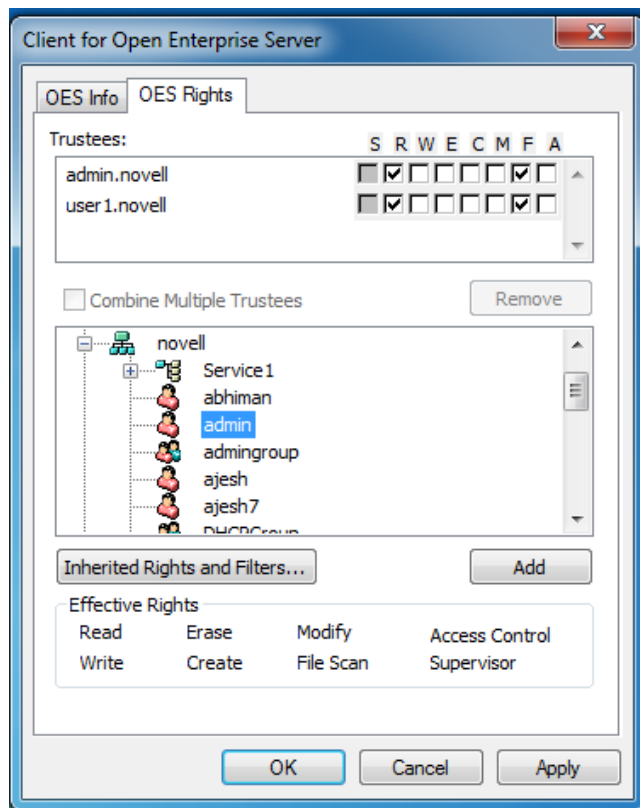 Client for Open Enterprise Server
OES Info OES Rights
Trustees: S R W E C M F A
admin.novell
user1.novell
Combine Multiple Trustees Remove
novell
Service1
abhiman
admin
admingroup
ajesh
ajesh7
DHCPGroup
Inherited Rights and Filters... Add
Effective Rights
Read Erase Modify Access Control
Write Create File Scan Supervisor
OK Cancel Apply